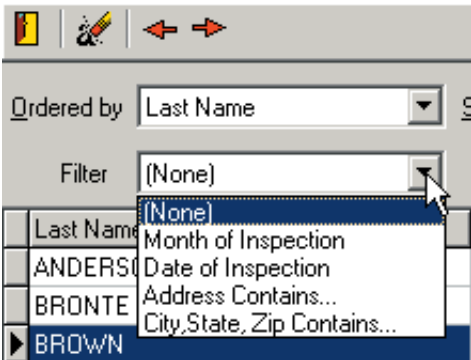 Ordered by Last Name S
Filter (None)
(None)
Last Name
Month of Inspection
ANDERSO
Date of Inspection
Address Contains...
BRONTE
City,State, Zip Contains...
BROWN